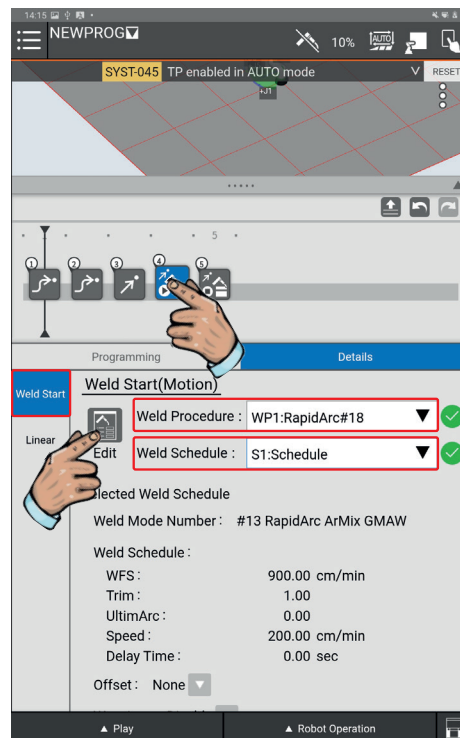 14:15
NEWPROG
10%
AUTO
SYST-045 TP enabled in AUTO mode
RESET
+J1
5
1 2 3 4 5
Programming
Details
Weld Start
Weld Start(Motion)
Weld Procedure : WP1:RapidArc#18
Linear
Edit
Weld Schedule : S1:Schedule
elected Weld Schedule
Weld Mode Number : #13 RapidArc ArMix GMAW
Weld Schedule :
WFS : 900.00 cm/min
Trim : 1.00
UltimArc : 0.00
Speed : 200.00 cm/min
Delay Time : 0.00 sec
Offset : None
▲ Play
▲ Robot Operation